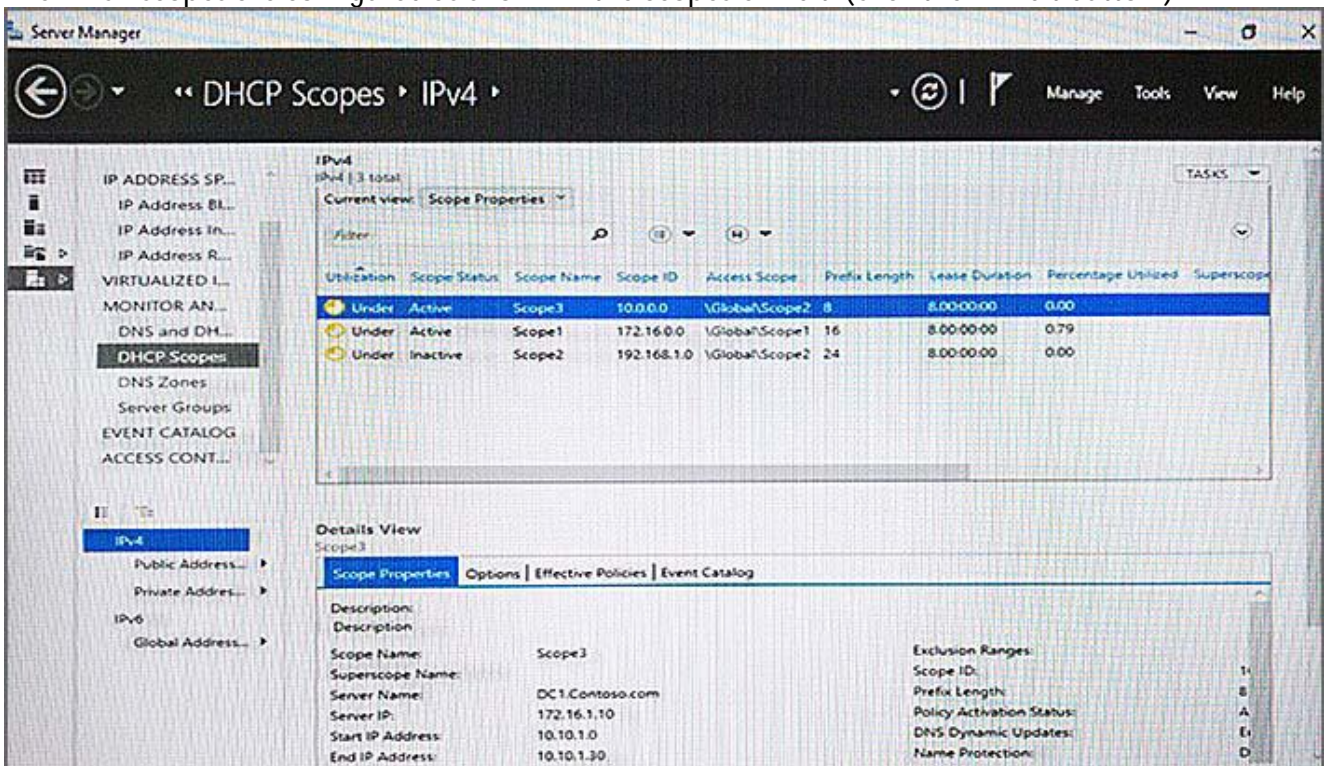 Server Manager
DHCP Scopes IPv4
Manage Tools View Help
IPv4
IPv4 | 3 total
TASKS
Current view: Scope Properties
Filter
Utilization Scope Status Scope Name Scope ID Access Scope Prefix Length Lease Duration Percentage Utilized Superscope
Under Active Scope3 10.0.0.0 \Global\Scope2 8 8.00:00:00 0.00
Under Active Scope1 172.16.0.0 \Global\Scope1 16 8.00:00:00 0.79
Under Inactive Scope2 192.168.1.0 \Global\Scope2 24 8.00:00:00 0.00
IP ADDRESS SP...
IP Address Bl...
IP Address In...
IP Address R...
VIRTUALIZED I...
MONITOR AN...
DNS and DH...
DHCP Scopes
DNS Zones
Server Groups
EVENT CATALOG
ACCESS CONT...
IPv4
Public Address...
Private Addres...
IPv6
Global Address...
Details View
Scope3
Scope Properties Options | Effective Policies | Event Catalog
Description:
Description
Scope Name: Scope3
Superscope Name:
Server Name: DC1.Contoso.com
Server IP: 172.16.1.10
Start IP Address: 10.10.1.0
End IP Address: 10.10.1.30
Exclusion Ranges:
Scope ID:
Prefix Length: 8
Policy Activation Status:
DNS Dynamic Updates:
Name Protection: